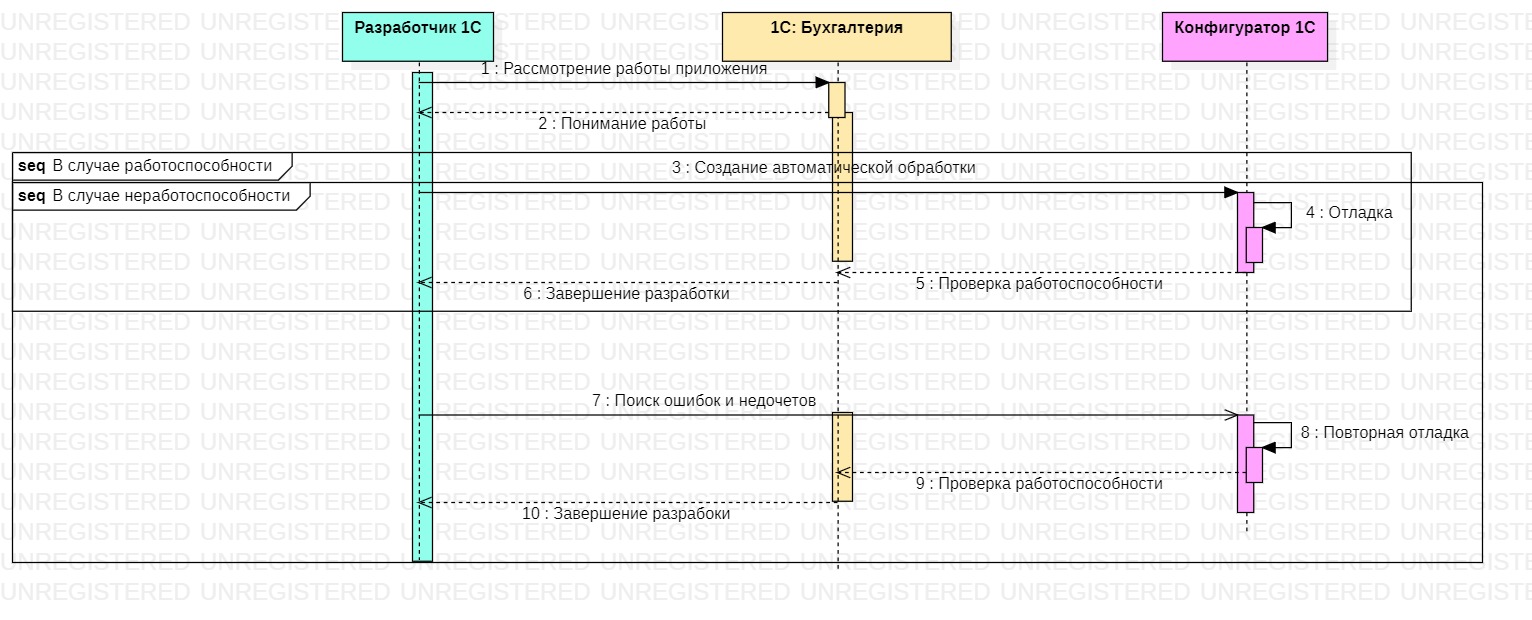 Разработчик 1С
1С: Бухгалтерия
Конфигуратор 1С
1 : Рассмотрение работы приложения
2 : Понимание работы
seq В случае работоспособности
3 : Создание автоматической обработки
seq В случае неработоспособности
4 : Отладка
5 : Проверка работоспособности
6 : Завершение разработки
7 : Поиск ошибок и недочетов
8 : Повторная отладка
9 : Проверка работоспособности
10 : Завершение разрабоки
UNREGISTERED UNREGISTERED UNREGISTERED UNREGISTERED UNREGISTERED UNREGISTERED UNREGISTERED